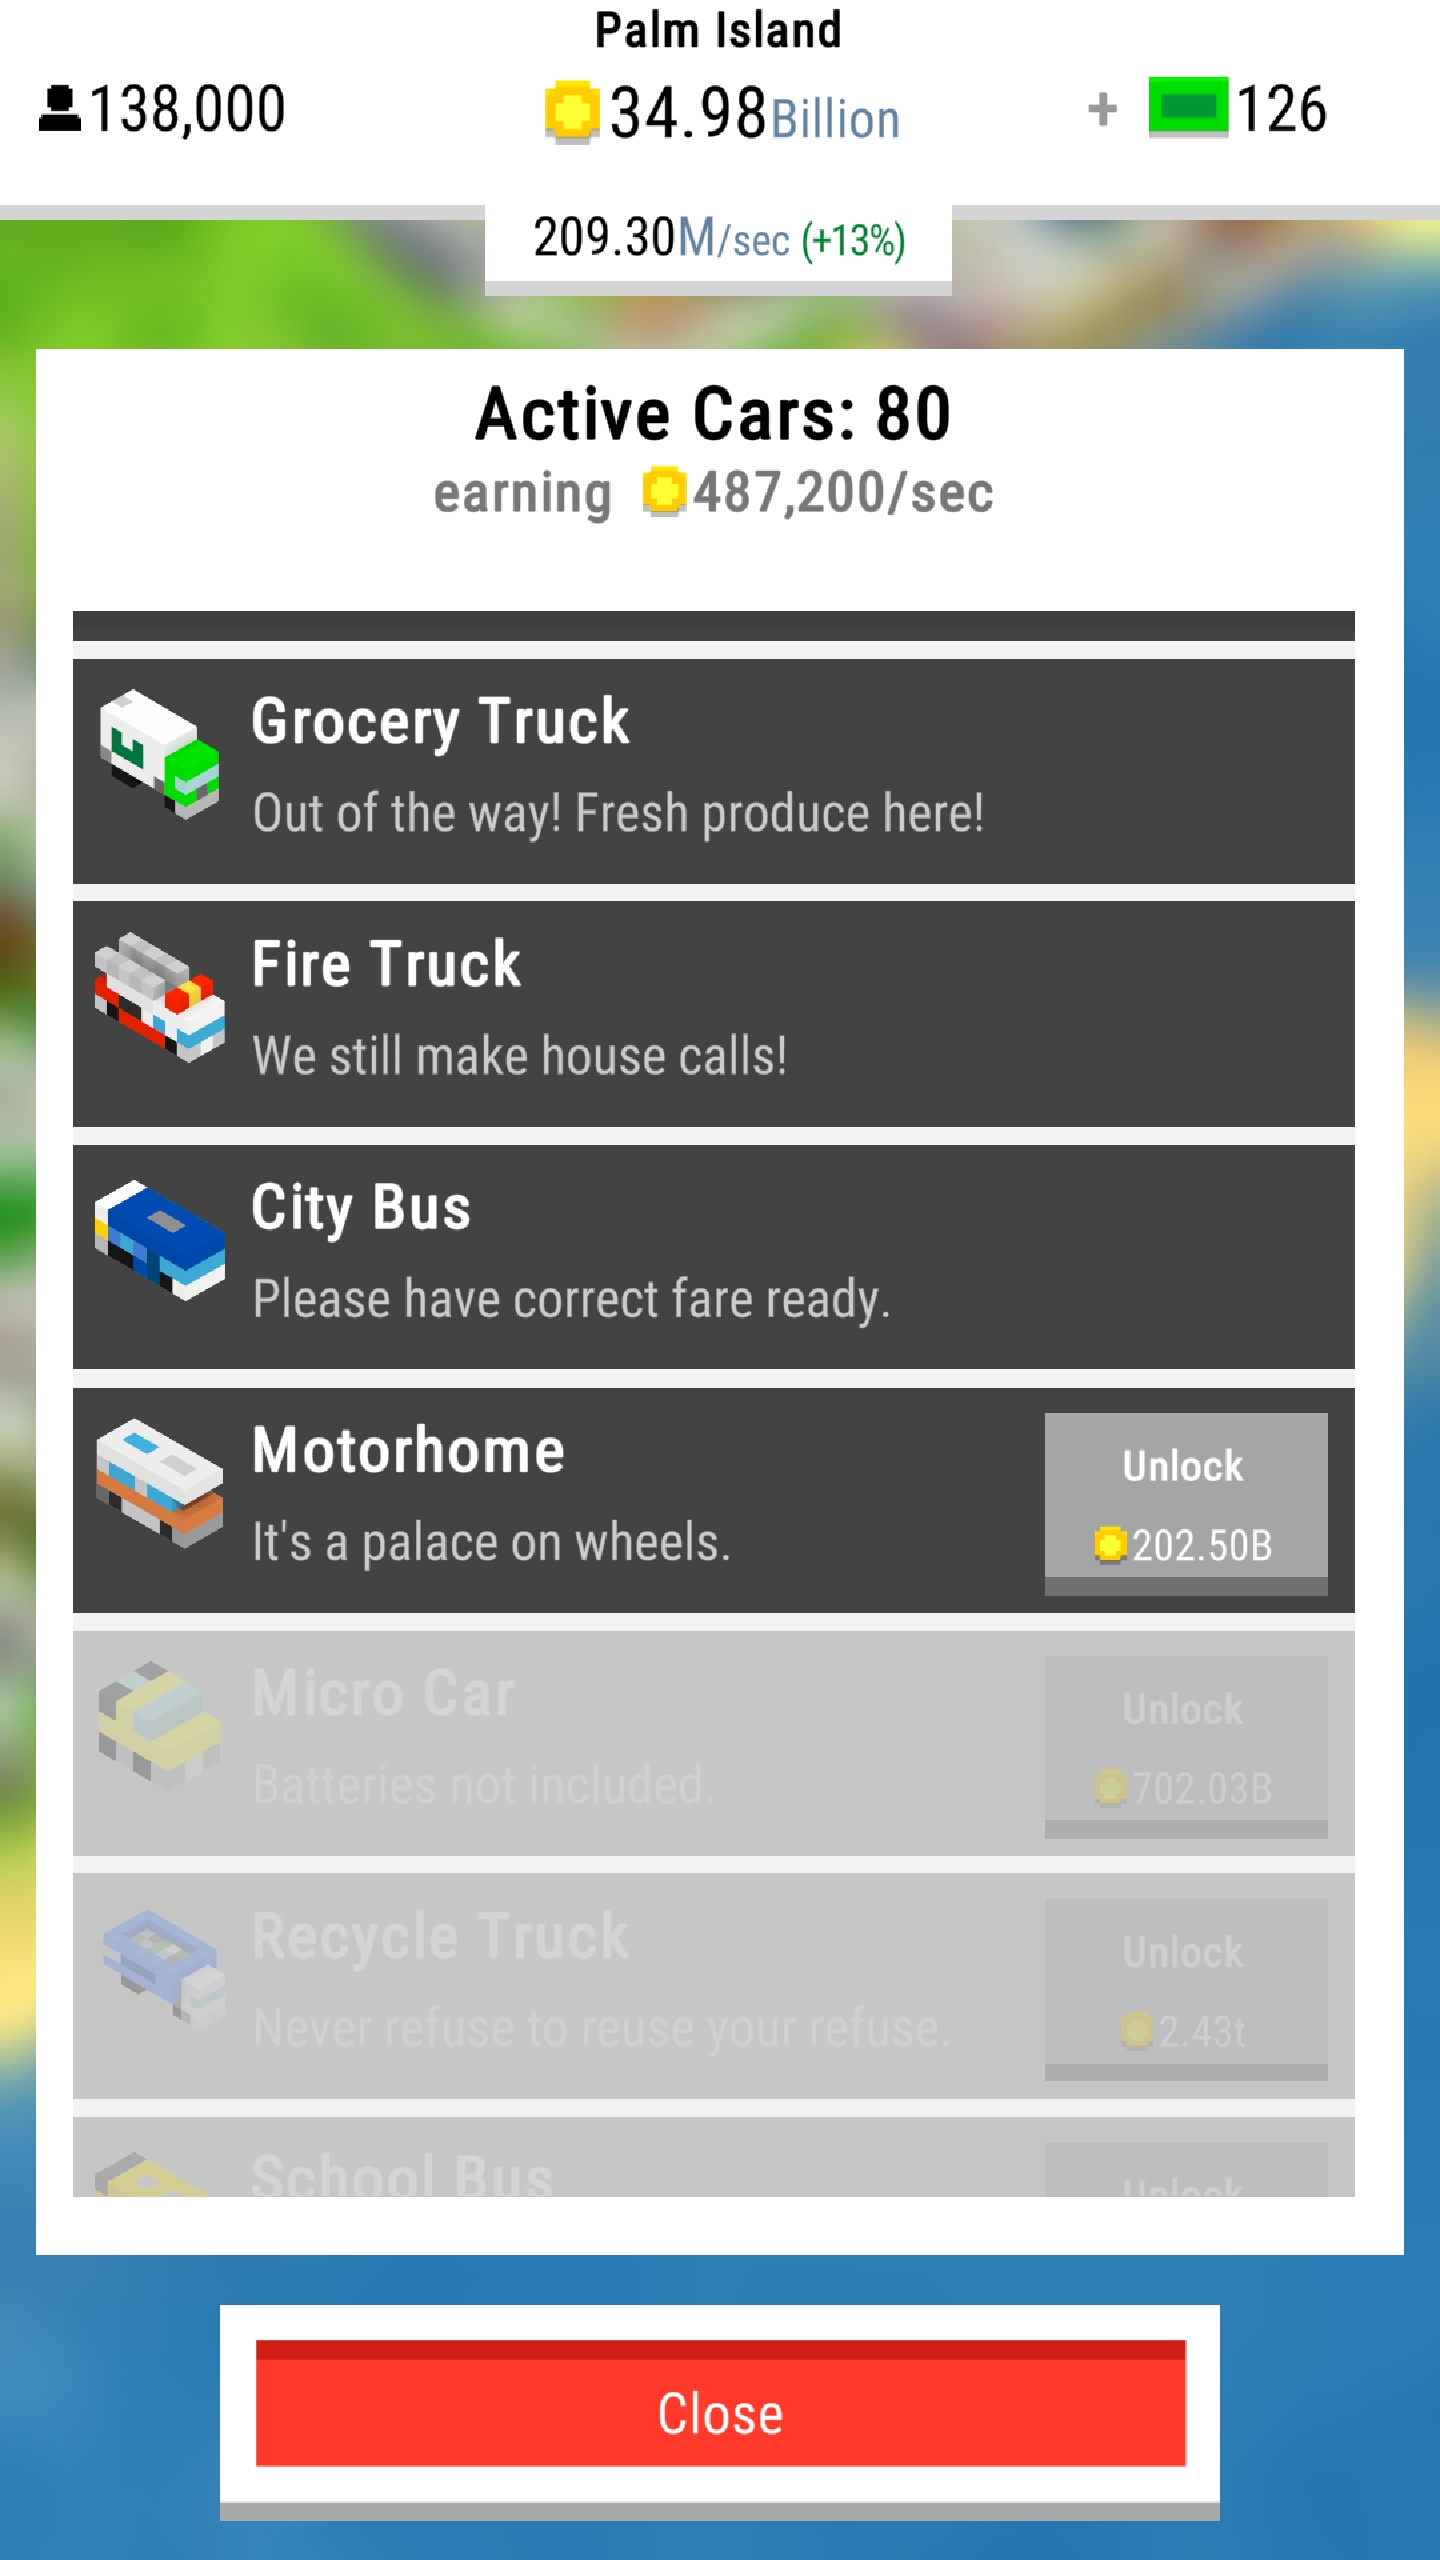 Palm Island
138,000
34.98Billion
+ 126
209.30M/sec (+13%)
Active Cars: 80
earning 487,200/sec
Grocery Truck
Out of the way! Fresh produce here!
Fire Truck
We still make house calls!
City Bus
Please have correct fare ready.
Motorhome
It's a palace on wheels.
Unlock
202.50B
Micro Car
Batteries not included.
Unlock
702.03B
Recycle Truck
Never refuse to reuse your refuse.
Unlock
2.43t
School Bus
Unlock
Close